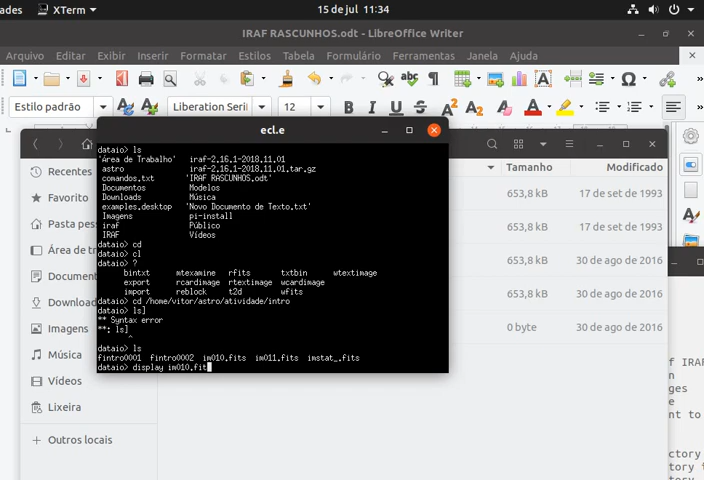 ades XTerm 15 de jul 11:34
IRAF RASCUNHOS.odt - LibreOffice Writer
Arquivo Editar Exibir Inserir Formatar Estilos Tabela Formulário Ferramentas Janela Ajuda
Estilo padrão Liberation Seri 12
ecl.e
dataio> ls
'Área de Trabalho' iraf-2.16.1-2018.11.01
astro iraf-2.16.1-2018.11.01.tar.gz
comandos.txt 'IRAF RASCUNHOS.odt'
Documentos Modelos
Downloads Música
examples.desktop 'Novo Documento de Texto.txt'
Imagens pi-install
iraf Público
IRAF Vídeos
dataio> cd
dataio> cl
dataio> ?
bintxt mtexamine rfits txtbin wtextimage
export rcardimage rtextimage wcardimage
import reblock t2d wfits
dataio> cd /home/vitor/astro/atividade/intro
dataio> ls]
** Syntax error
**: ls]
^
dataio> ls
fintro0001 fintro0002 im010.fits im011.fits imstat_.fits
dataio> display im010.fit
Recentes
Favorito
Pasta pess
Área de tr
Document
Download
Imagens
Música
Vídeos
Lixeira
+ Outros locais
Tamanho Modificado
653,8 kB 17 de set de 1993
653,8 kB 17 de set de 1993
653,8 kB 30 de ago de 2016
653,8 kB 30 de ago de 2016
0 byte 30 de ago de 2016
f IRAF
n
ges
e
nt to
ectory
tory f
tory.